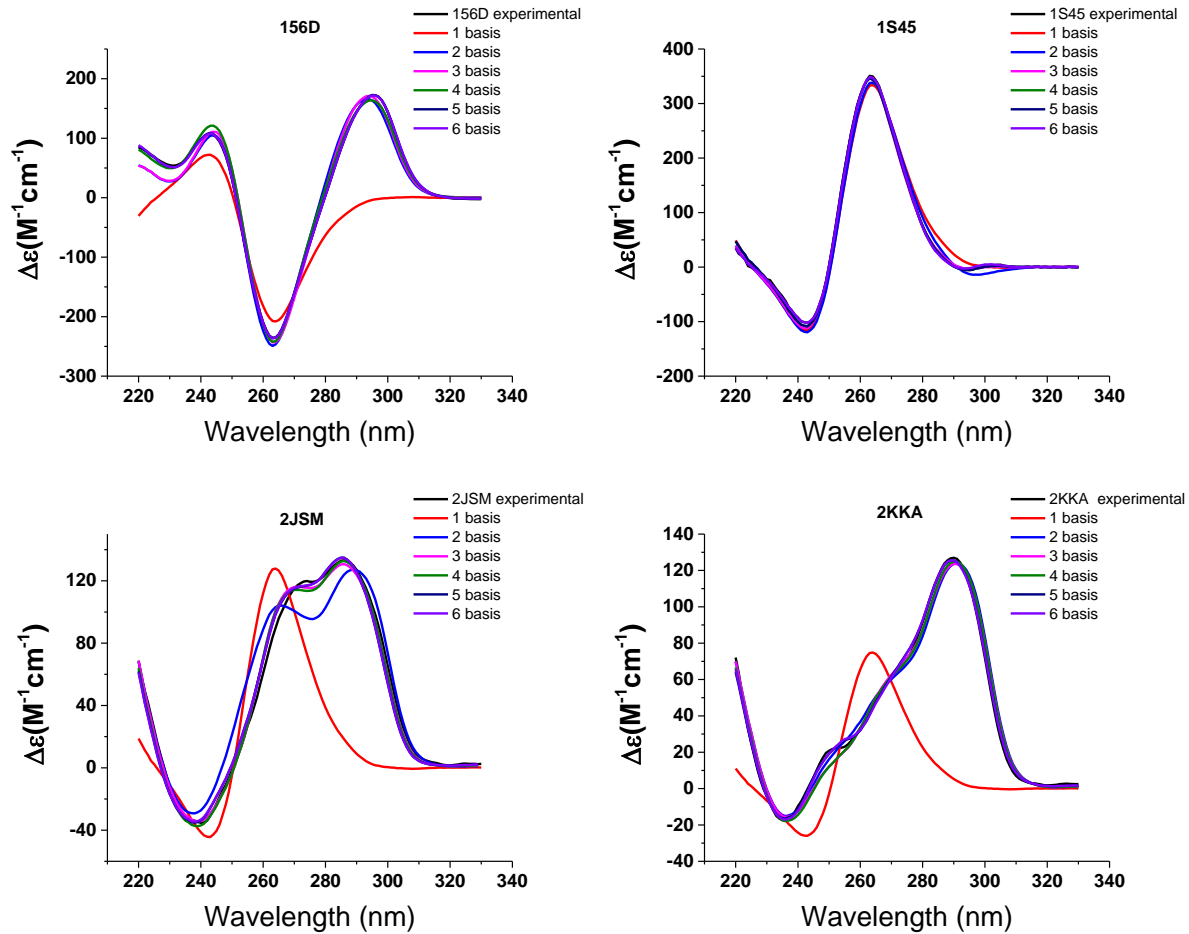 156D
156D experimental
1 basis
2 basis
3 basis
4 basis
5 basis
6 basis
200
100
0
-100
-200
-300
Δε(M⁻¹cm⁻¹)
220 240 260 280 300 320 340
Wavelength (nm)
1S45
1S45 experimental
1 basis
2 basis
3 basis
4 basis
5 basis
6 basis
400
300
200
100
0
-100
-200
Δε(M⁻¹cm⁻¹)
220 240 260 280 300 320 340
Wavelength (nm)
2JSM
2JSM experimental
1 basis
2 basis
3 basis
4 basis
5 basis
6 basis
120
80
40
0
-40
Δε(M⁻¹cm⁻¹)
220 240 260 280 300 320 340
Wavelength (nm)
2KKA
2KKA experimental
1 basis
2 basis
3 basis
4 basis
5 basis
6 basis
140
120
100
80
60
40
20
0
-20
-40
Δε(M⁻¹cm⁻¹)
220 240 260 280 300 320 340
Wavelength (nm)